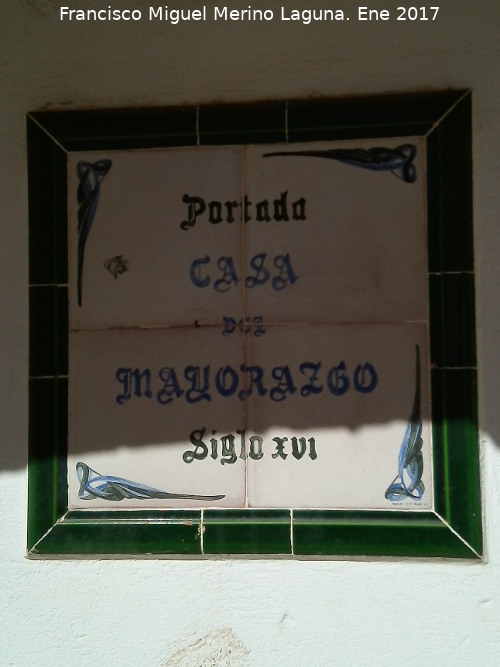 Francisco Miguel Merino Laguna. Ene 2017
Portada
CASA
DEL
MAYORAZGO
Siglo XVI